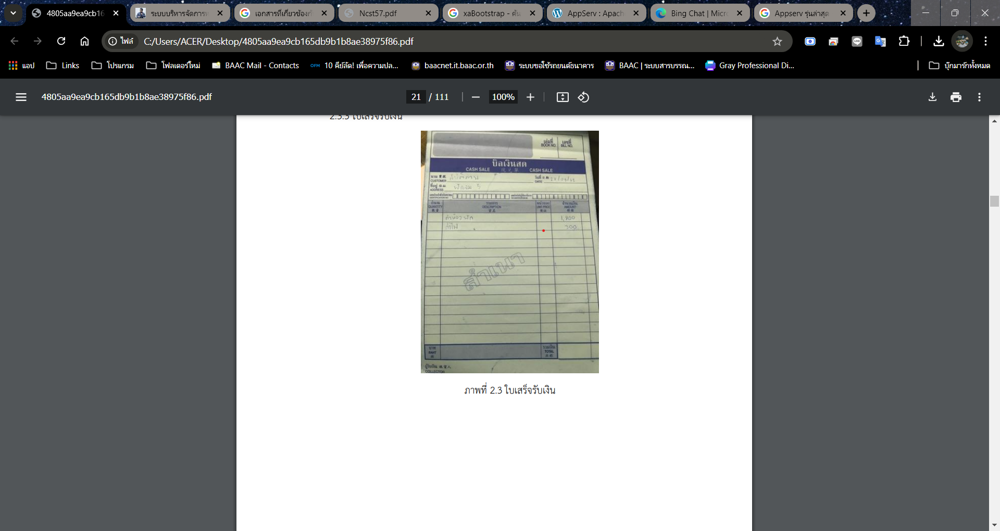 4805aa9ea9cb16
ระบบบริหารจัดการ
เอกสารที่เกี่ยวข้องกั
Ncst57.pdf
xaBootstrap - ค้น
AppServ : Apach
Bing Chat | Micr
Appserv รุ่นล่าสุด
ไฟล์
C:/Users/ACER/Desktop/4805aa9ea9cb165db9b1b8ae38975f86.pdf
แอป
Links
โปรแกรม
โฟลเดอร์ใหม่
BAAC Mail - Contacts
OFM
10 คีย์ลัด! เพื่อความปล...
baacnet.it.baac.or.th
ระบบขอใช้รถยนต์ธนาคาร
BAAC | ระบบสารบรรณ...
Gray Professional Di...
บุ๊กมาร์กทั้งหมด
4805aa9ea9cb165db9b1b8ae38975f86.pdf
21 / 111
100%
2.3.3 ใบเสร็จรับเงิน
เล่มที่ เลขที่
BOOK NO. BILL NO.
บิลเงินสด
CASH SALE 現兌單 CASH SALE
นาม
CUSTOMER
วันที่
DATE
ที่อยู่
ADDRESS
จำนวน รายการ หน่วยละ จำนวนเงิน
QUANTITY DESCRIPTION UNIT PRICE AMOUNT
1,900
ค่าไฟ 300
สำเนา
บาท รวมเงิน
BAHT TOTAL
ผู้รับเงิน
COLLECTOR
ภาพที่ 2.3 ใบเสร็จรับเงิน